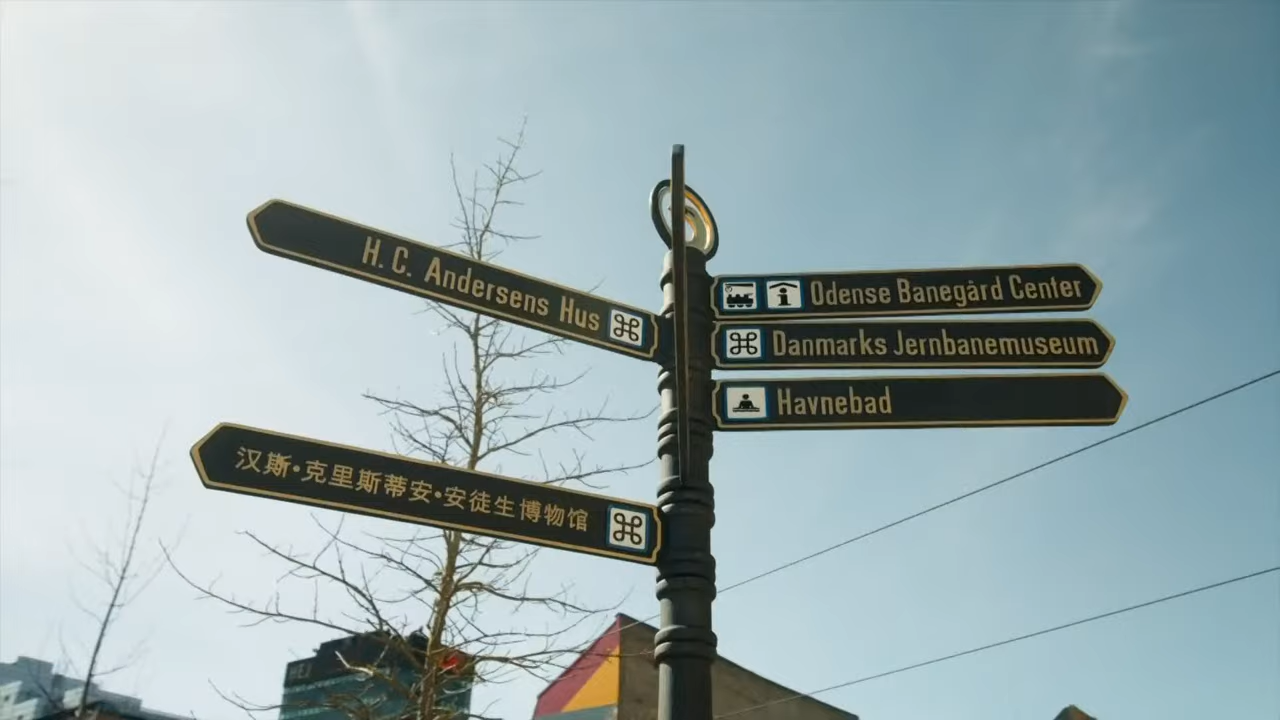 H. C. Andersens Hus
汉斯·克里斯蒂安·安徒生博物馆
Odense Banegård Center
Danmarks Jernbanemuseum
Havnebad